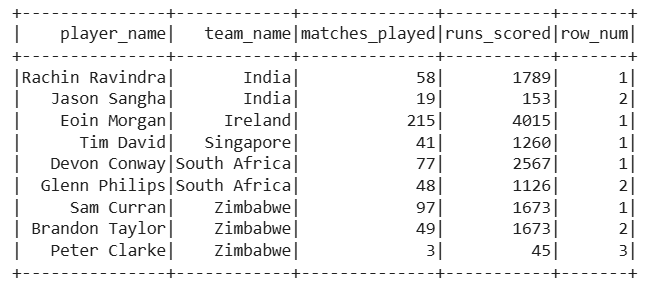 +---------------+------------+--------------+-----------+-------+
|    player_name|   team_name|matches_played|runs_scored|row_num|
+---------------+------------+--------------+-----------+-------+
|Rachin Ravindra|       India|            58|       1789|      1|
|   Jason Sangha|       India|            19|        153|      2|
|    Eoin Morgan|     Ireland|           215|       4015|      1|
|      Tim David|   Singapore|            41|       1260|      1|
|   Devon Conway|South Africa|            77|       2567|      1|
|  Glenn Philips|South Africa|            48|       1126|      2|
|     Sam Curran|    Zimbabwe|            97|       1673|      1|
| Brandon Taylor|    Zimbabwe|            49|       1673|      2|
|   Peter Clarke|    Zimbabwe|             3|         45|      3|
+---------------+------------+--------------+-----------+-------+